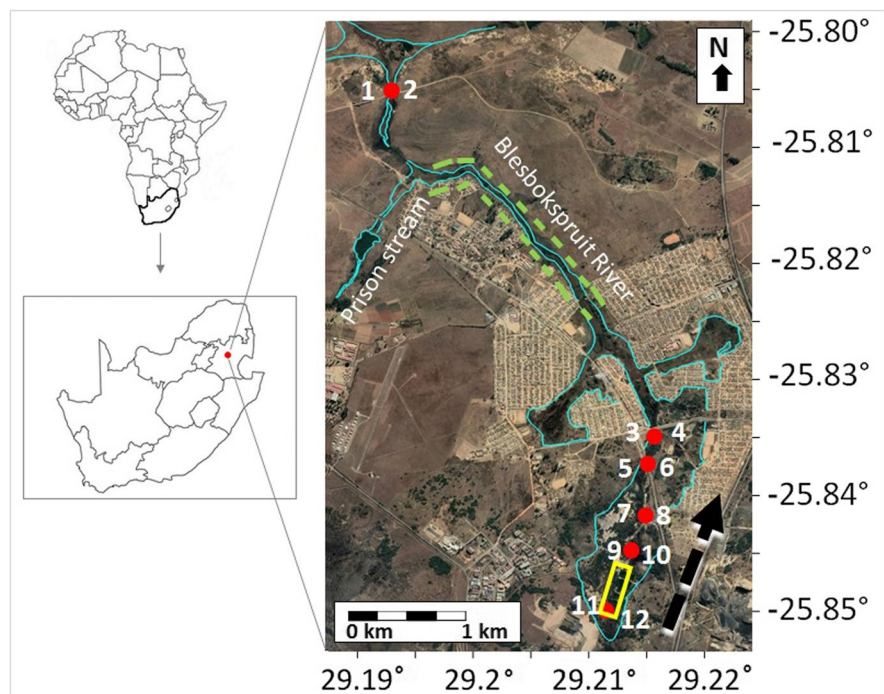 N
-25.80°
1 2
-25.81°
Blesbokspruit River
Prison stream
-25.82°
-25.83°
3 4
5 6
-25.84°
7 8
9 10
11 12
-25.85°
0 km 1 km
29.19° 29.2° 29.21° 29.22°